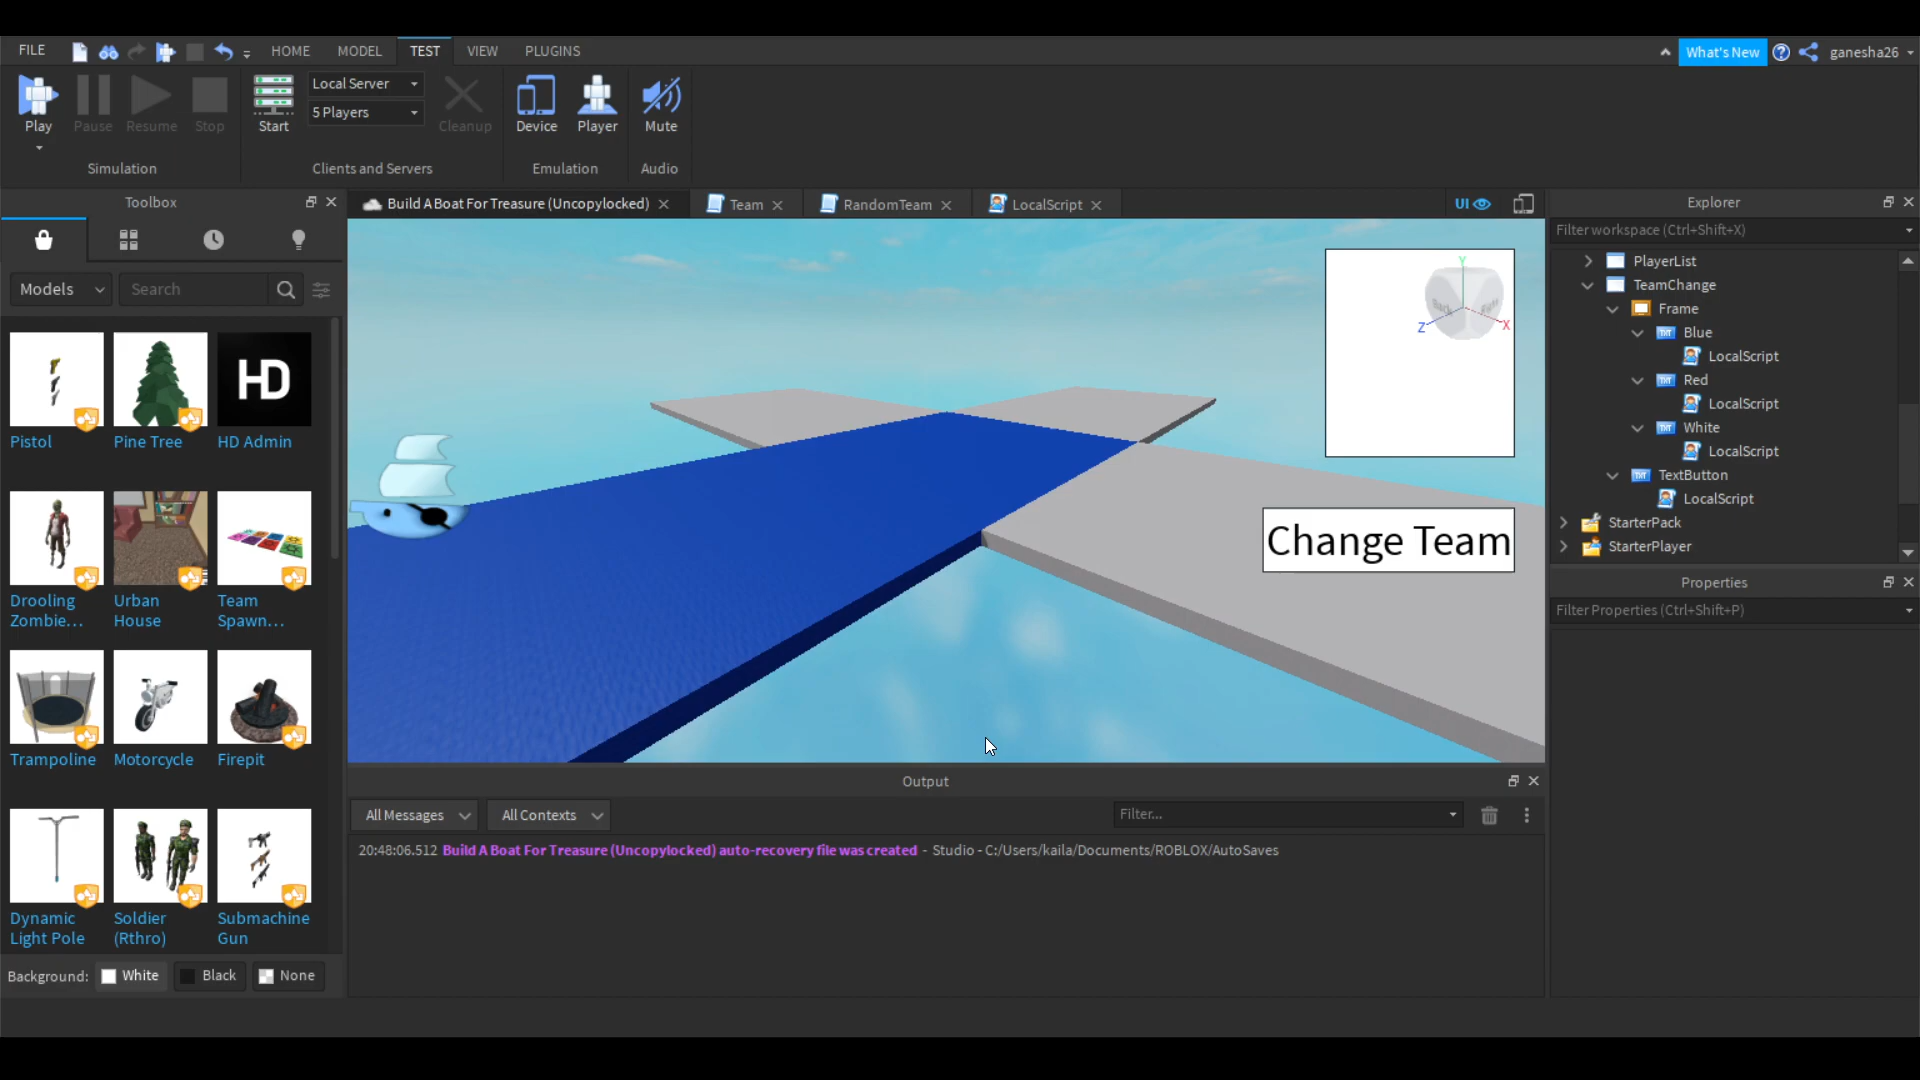 FILE
HOME
MODEL
TEST
VIEW
PLUGINS
What's New
ganesha26
Play
Pause
Resume
Stop
Simulation
Start
Local Server
5 Players
Cleanup
Clients and Servers
Device
Player
Emulation
Mute
Audio
Toolbox
Models
Search
Pistol
Pine Tree
HD
HD Admin
Drooling
Zombie...
Urban
House
Team
Spawn...
Trampoline
Motorcycle
Firepit
Dynamic
Light Pole
Soldier
(Rthro)
Submachine
Gun
Background:
White
Black
None
Build A Boat For Treasure (Uncopylocked)
Team
RandomTeam
LocalScript
UI
Y
Z
X
Change Team
Output
All Messages
All Contexts
Filter...
20:48:06.512 Build A Boat For Treasure (Uncopylocked) auto-recovery file was created - Studio - C:/Users/kaila/Documents/ROBLOX/AutoSaves
Explorer
Filter workspace (Ctrl+Shift+X)
PlayerList
TeamChange
Frame
TXT Blue
LocalScript
TXT Red
LocalScript
TXT White
LocalScript
TXT TextButton
LocalScript
StarterPack
StarterPlayer
Properties
Filter Properties (Ctrl+Shift+P)